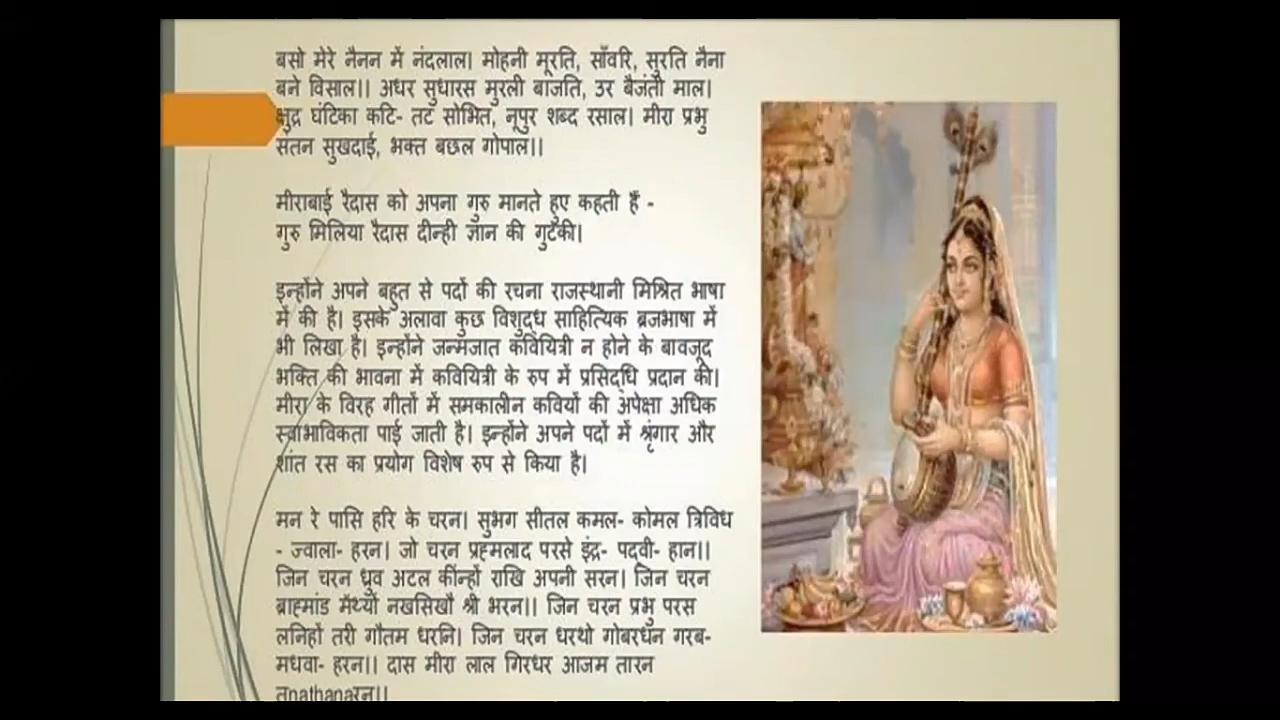 बसो मेरे नैनन में नंदलाल। मोहनी मूरति, साँवरि, सुरति नैना
बने विसाल।। अधर सुधारस मुरली बाजति, उर बैजंती माल।
क्षुद्र घंटिका कटि- तट सोभित, नूपुर शब्द रसाल। मीरा प्रभु
संतन सुखदाई, भक्त बछल गोपाल।।
मीराबाई रैदास को अपना गुरु मानते हुए कहती हैं -
गुरु मिलिया रैदास दीन्ही ज्ञान की गुटकी।
इन्होंने अपने बहुत से पदों की रचना राजस्थानी मिश्रित भाषा
में की है। इसके अलावा कुछ विशुद्ध साहित्यिक ब्रजभाषा में
भी लिखा है। इन्होंने जन्मजात कवियित्री न होने के बावजूद
भक्ति की भावना में कवियित्री के रुप में प्रसिद्धि प्रदान की।
मीरा के विरह गीतों में समकालीन कवियों की अपेक्षा अधिक
स्वाभाविकता पाई जाती है। इन्होंने अपने पदों में श्रृंगार और
शांत रस का प्रयोग विशेष रुप से किया है।
मन रे पासि हरि के चरन। सुभग सीतल कमल- कोमल त्रिविध
- ज्वाला- हरन। जो चरन प्रह्मलाद परसे इंद्र- पद्वी- हान।।
जिन चरन ध्रुव अटल कींन्हों राखि अपनी सरन। जिन चरन
ब्राह्मांड मेंथ्यों नखसिखौ श्री भरन।। जिन चरन प्रभु परस
लनिहों तरी गौतम धरनि। जिन चरन धरथो गोबरधन गरब-
मधवा- हरन।। दास मीरा लाल गिरधर आजम तारन
तnathanaरन।।